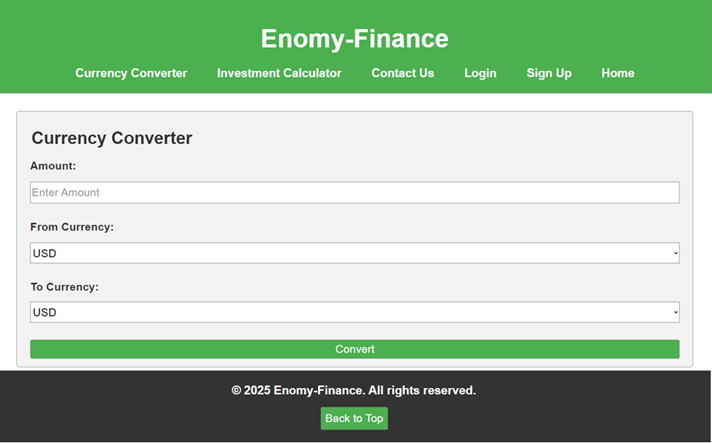 Enomy-Finance
Currency Converter Investment Calculator Contact Us Login Sign Up Home
Currency Converter
Amount:
Enter Amount
From Currency:
USD
To Currency:
USD
Convert
© 2025 Enomy-Finance. All rights reserved.
Back to Top